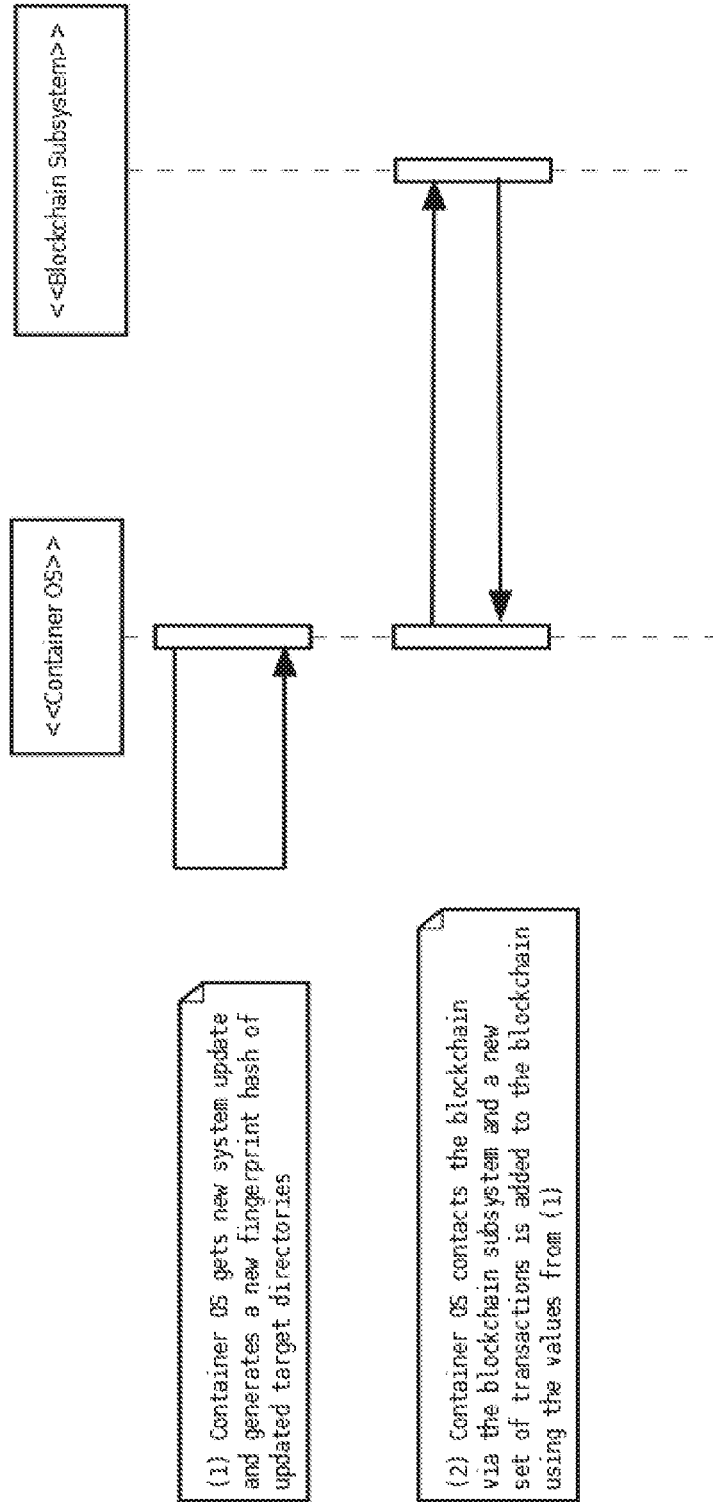 <<Container OS>>
<<Blockchain Subsystem>>
(1) Container OS gets new system update
and generates a new fingerprint hash of
updated target directories
(2) Container OS contacts the blockchain
via the blockchain subsystem and a new
set of transactions is added to the blockchain
using the values from (1)